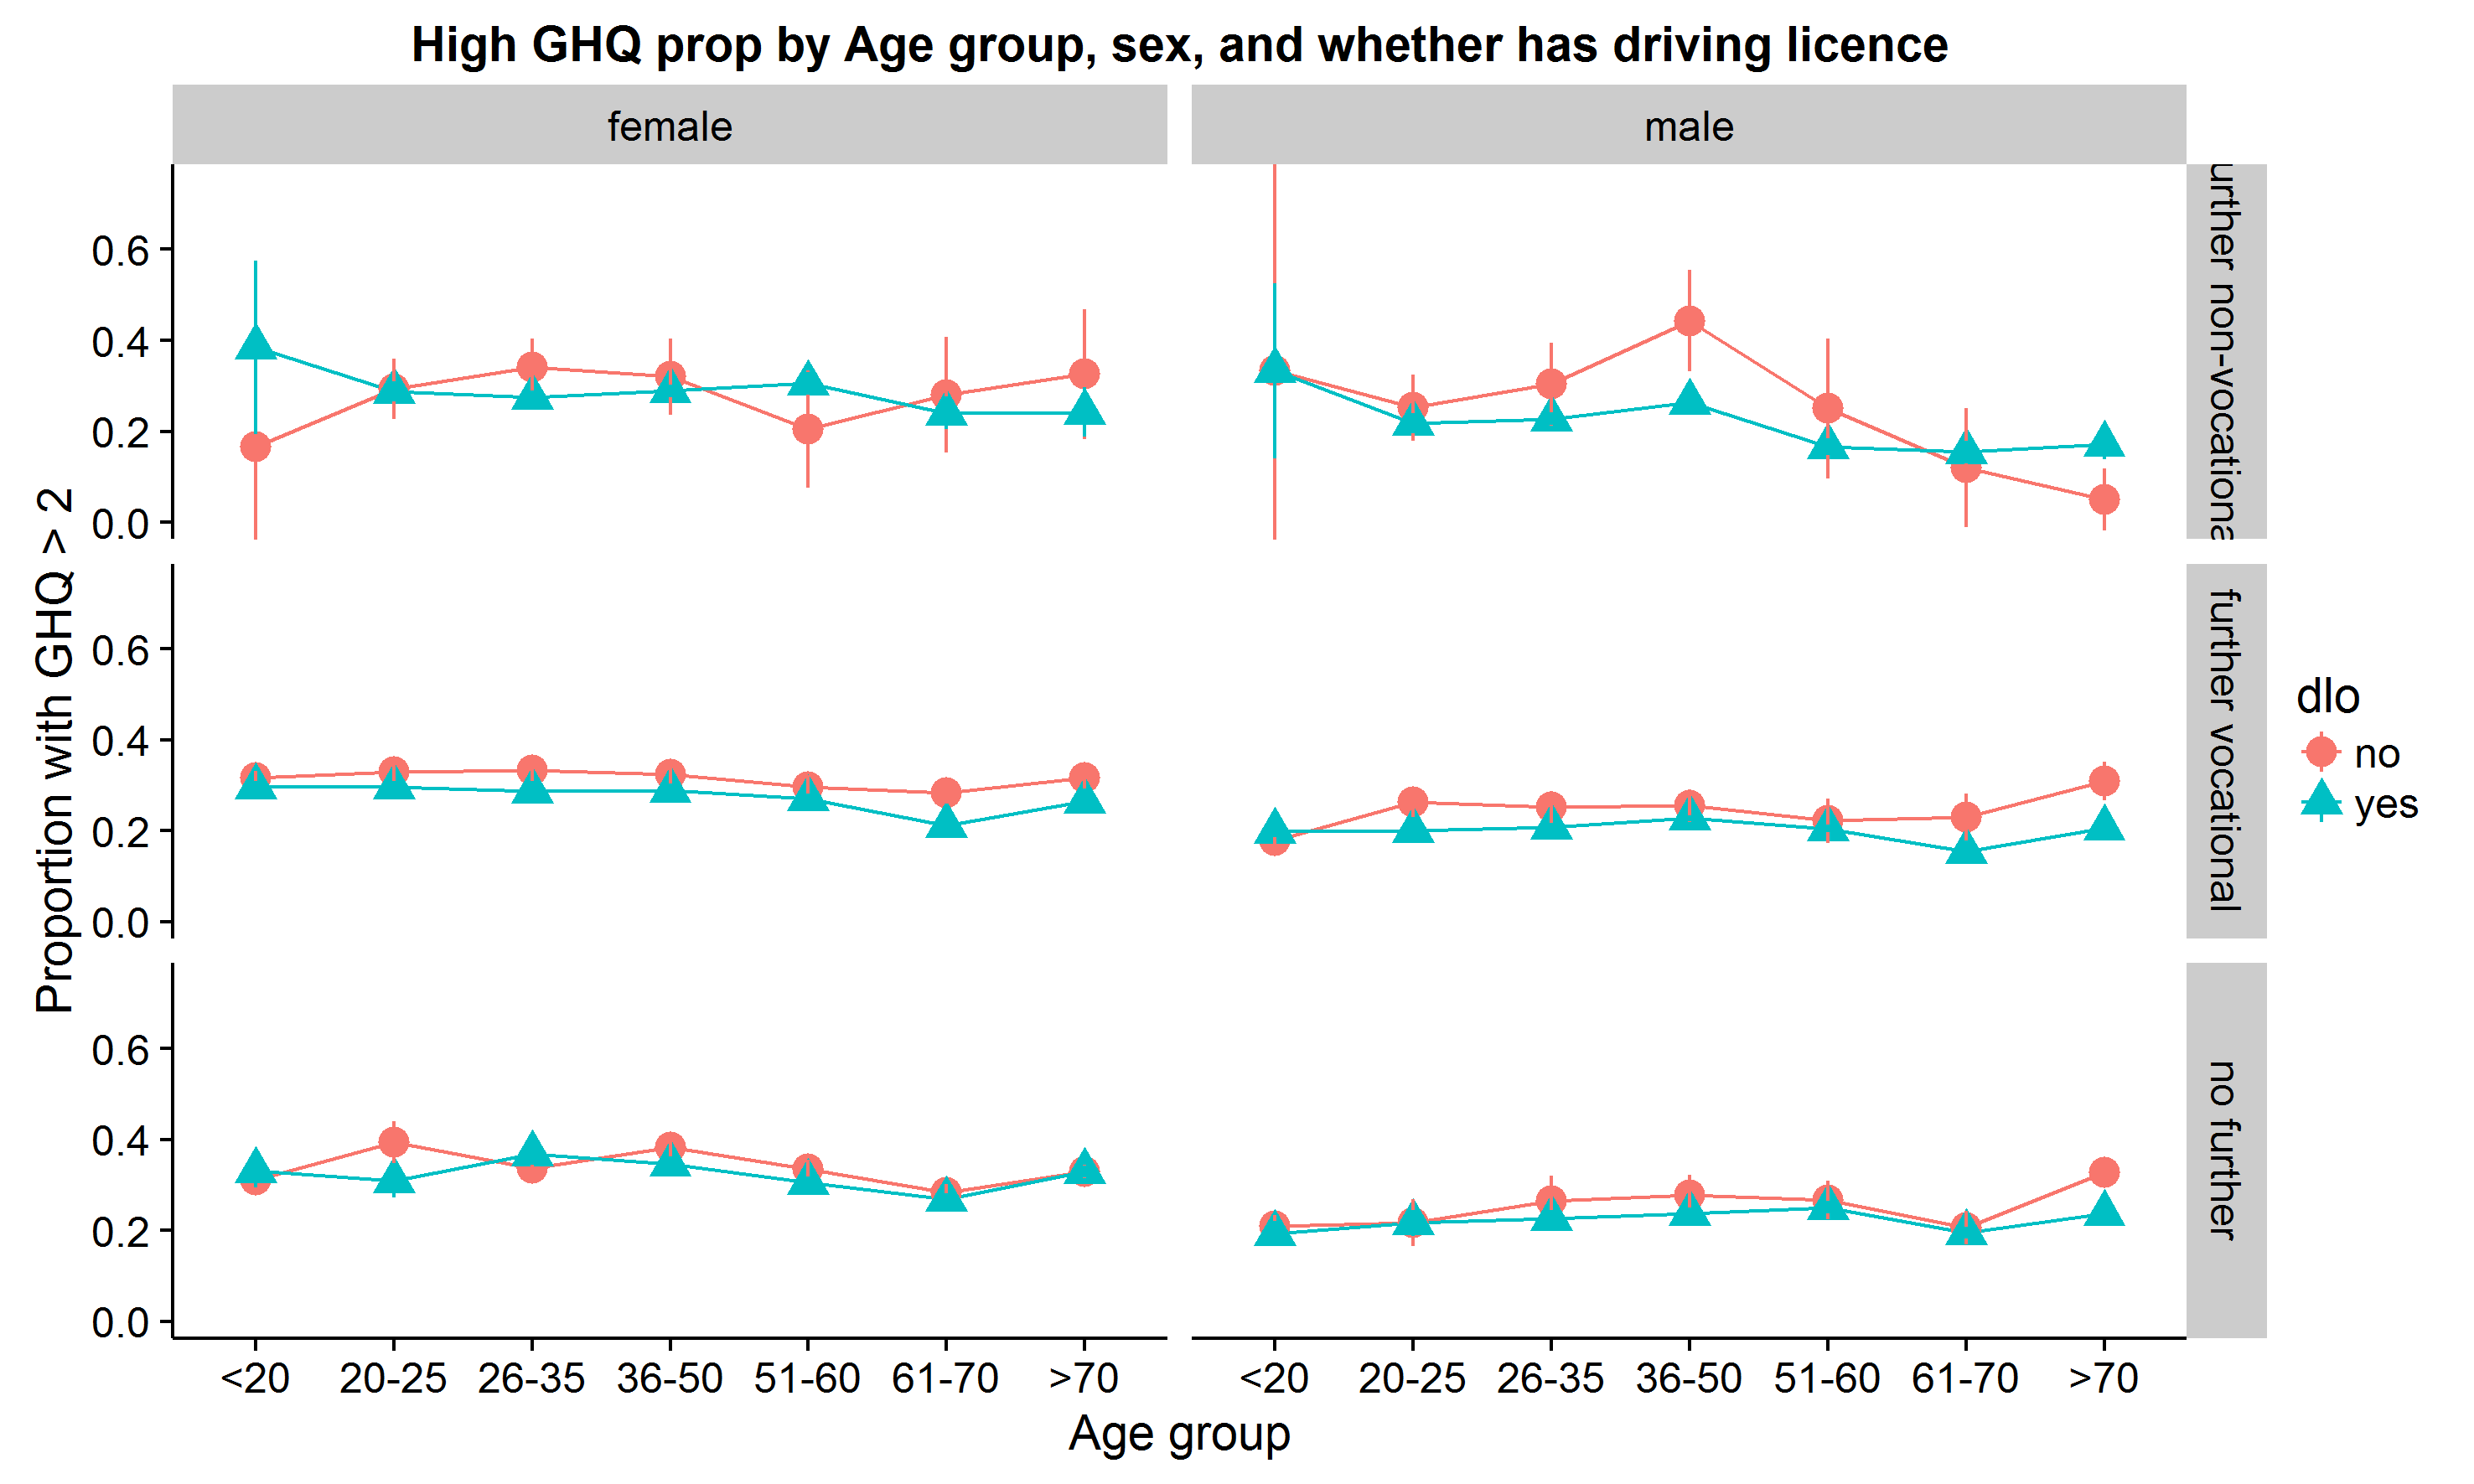 High GHQ prop by Age group, sex, and whether has driving licence
female
male
0.6
0.4
0.2
0.0
urther non-vocationa
0.6
0.4
0.2
0.0
further vocational
0.6
0.4
0.2
0.0
no further
Proportion with GHQ > 2
<20 20-25 26-35 36-50 51-60 61-70 >70
<20 20-25 26-35 36-50 51-60 61-70 >70
Age group
dlo
no
yes